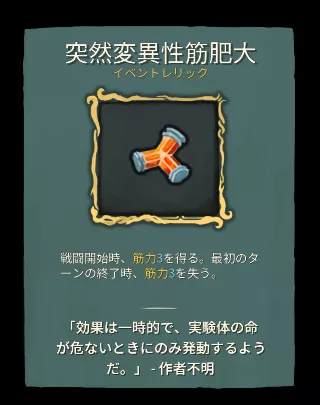 突然変異性筋肥大
イベントレリック
戦闘開始時、筋力3を得る。最初のタ
ーンの終了時、筋力3を失う。
「効果は一時的で、実験体の命
が危ないときにのみ発動するよう
だ。」 - 作者不明